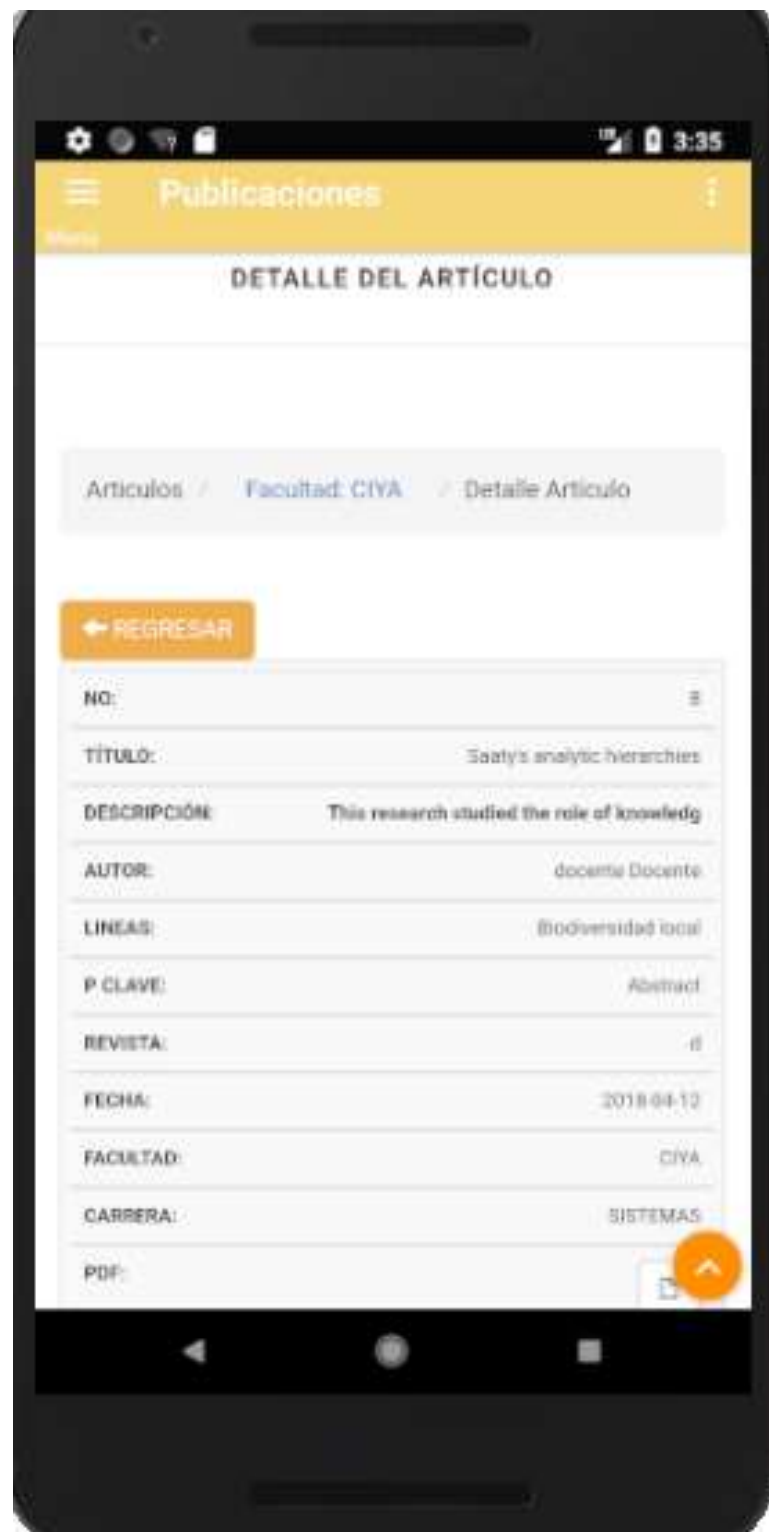 3:35
Publicaciones
Menú
DETALLE DEL ARTÍCULO
Articulos / Facultad: CIYA / Detalle Articulo
REGRESAR
NO: 8
TÍTULO: Saaty's analytic hierarchies
DESCRIPCIÓN: This research studied the role of knowledg
AUTOR: docente Docente
LINEAS: Biodiversidad local
P CLAVE: Abstract
REVISTA: d
FECHA: 2018-04-12
FACULTAD: CIYA
CARRERA: SISTEMAS
PDF: